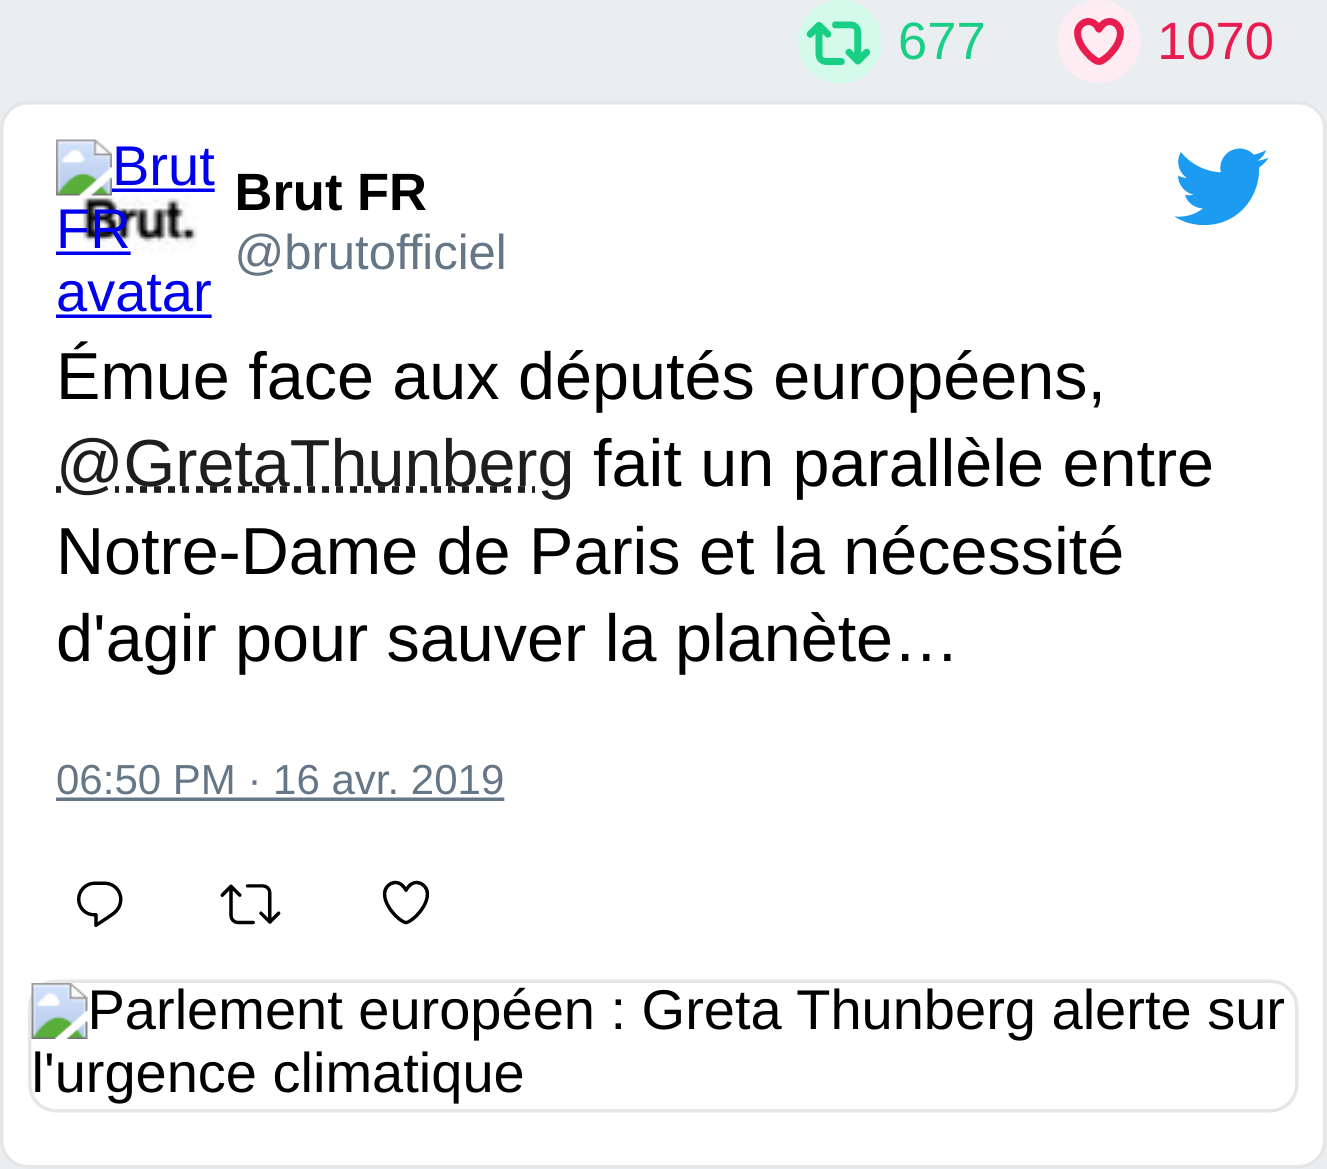 677 1070
Brut
FR
avatar
Brut.
Brut FR
@brutofficiel
Émue face aux députés européens,
@GretaThunberg fait un parallèle entre
Notre-Dame de Paris et la nécessité
d'agir pour sauver la planète…
06:50 PM · 16 avr. 2019
Parlement européen : Greta Thunberg alerte sur
l'urgence climatique